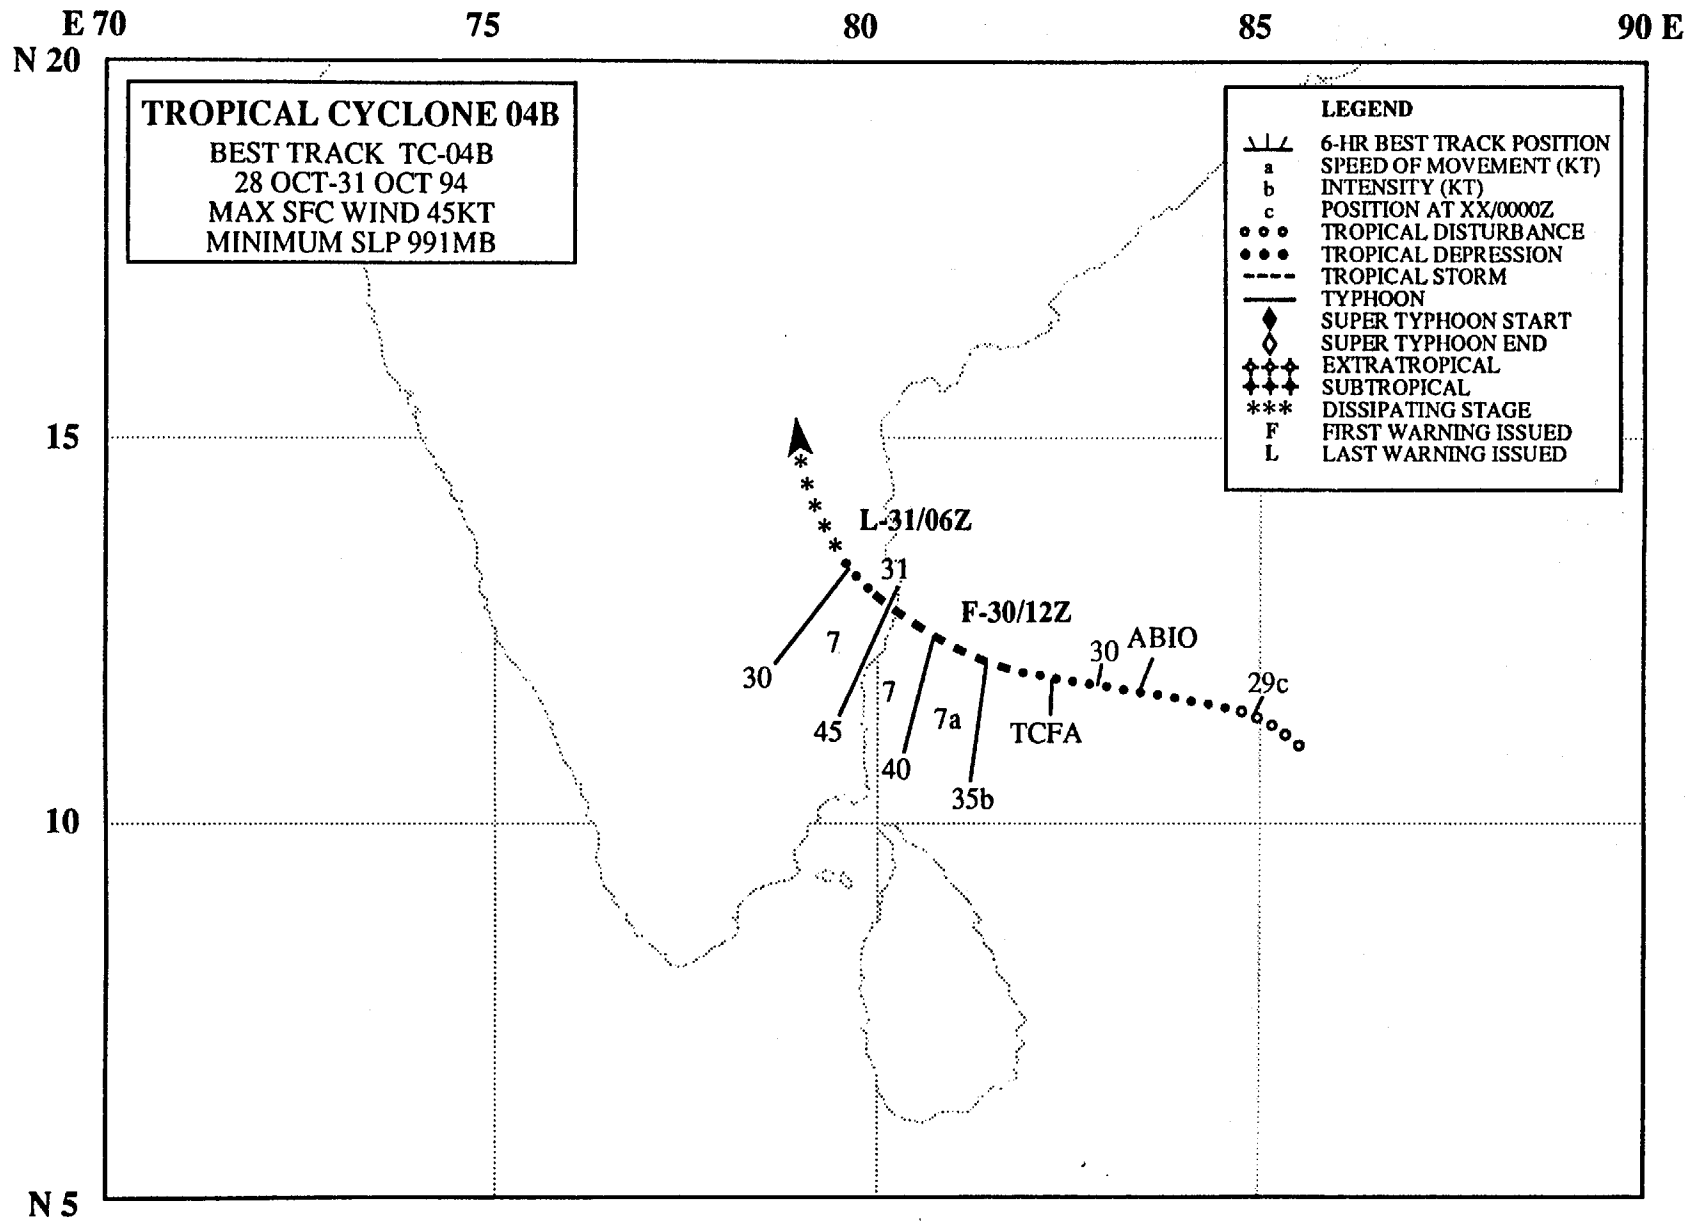 E 70 75 80 85 90 E
N 20
TROPICAL CYCLONE 04B
BEST TRACK TC-04B
28 OCT-31 OCT 94
MAX SFC WIND 45KT
MINIMUM SLP 991MB
LEGEND
6-HR BEST TRACK POSITION
a SPEED OF MOVEMENT (KT)
b INTENSITY (KT)
c POSITION AT XX/0000Z
TROPICAL DISTURBANCE
TROPICAL DEPRESSION
TROPICAL STORM
TYPHOON
SUPER TYPHOON START
SUPER TYPHOON END
EXTRATROPICAL
SUBTROPICAL
*** DISSIPATING STAGE
F FIRST WARNING ISSUED
L LAST WARNING ISSUED
15
L-31/06Z
31
F-30/12Z
30 ABIO
29c
7
30
7
7a
45
TCFA
40
35b
10
N 5